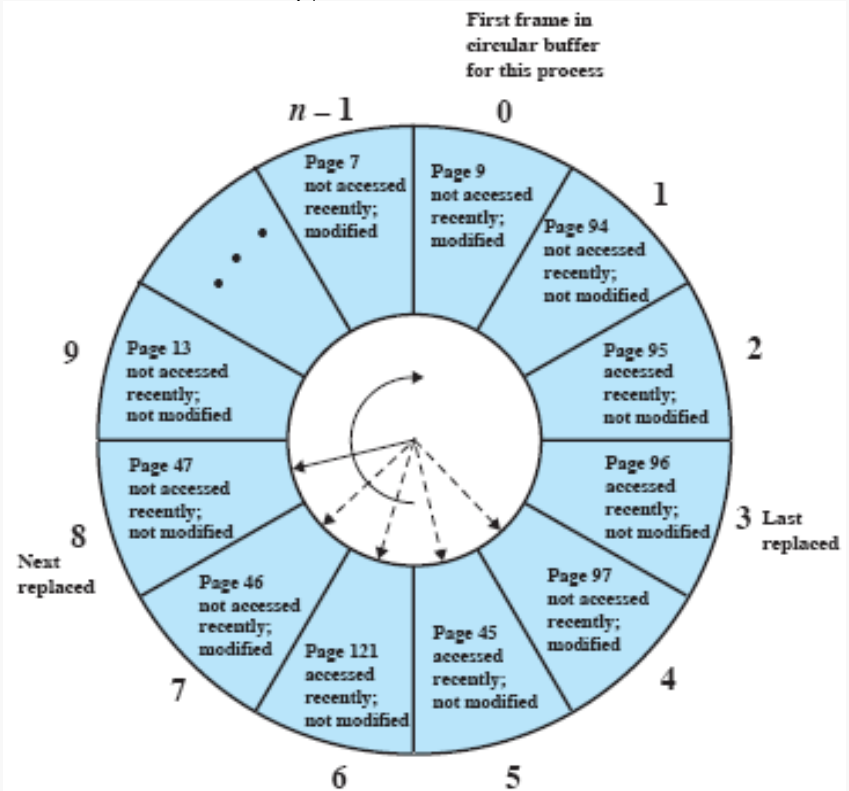 First frame in
circular buffer
for this process
n – 1
0
Page 7
not accessed
recently;
modified
Page 9
not accessed
recently;
modified
1
Page 94
not accessed
recently;
not modified
2
Page 95
accessed
recently;
not modified
9
Page 13
not accessed
recently;
not modified
Page 96
accessed
recently;
not modified
3
Last
replaced
Page 47
not accessed
recently;
not modified
8
Next
replaced
Page 97
not accessed
recently;
modified
4
Page 46
not accessed
recently;
modified
7
Page 121
accessed
recently;
not modified
6
Page 45
accessed
recently;
not modified
5